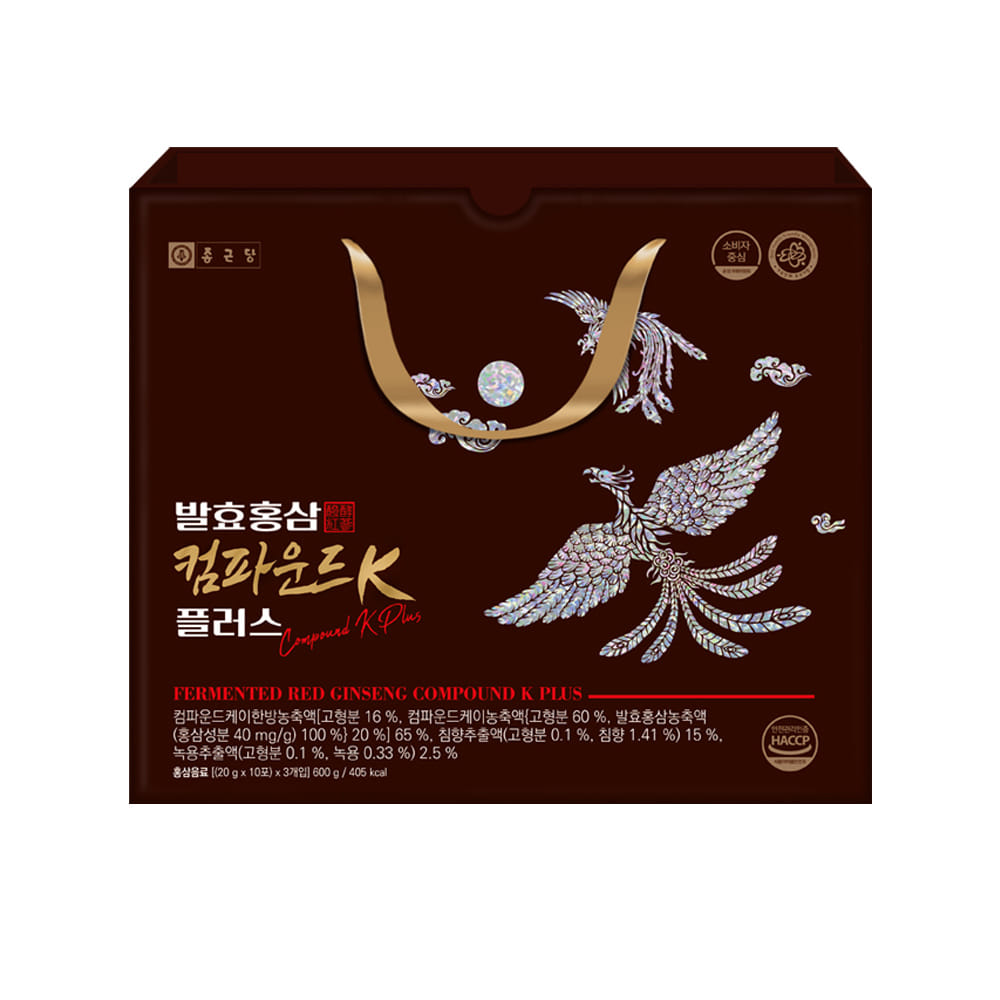 종근당
소비자
중심
발효홍삼
컴파운드K
플러스
Compound K Plus
FERMENTED RED GINSENG COMPOUND K PLUS
컴파운드케이한방농축액[고형분 16 %, 컴파운드케이농축액{고형분 60 %, 발효홍삼농축액
(홍삼성분 40 mg/g) 100 %} 20 %] 65 %, 침향추출액(고형분 0.1 %, 침향 1.41 %) 15 %,
녹용추출액(고형분 0.1 %, 녹용 0.33 %) 2.5 %
홍삼음료 [(20 g x 10포) x 3개입] 600 g / 405 kcal
안전관리인증
HACCP